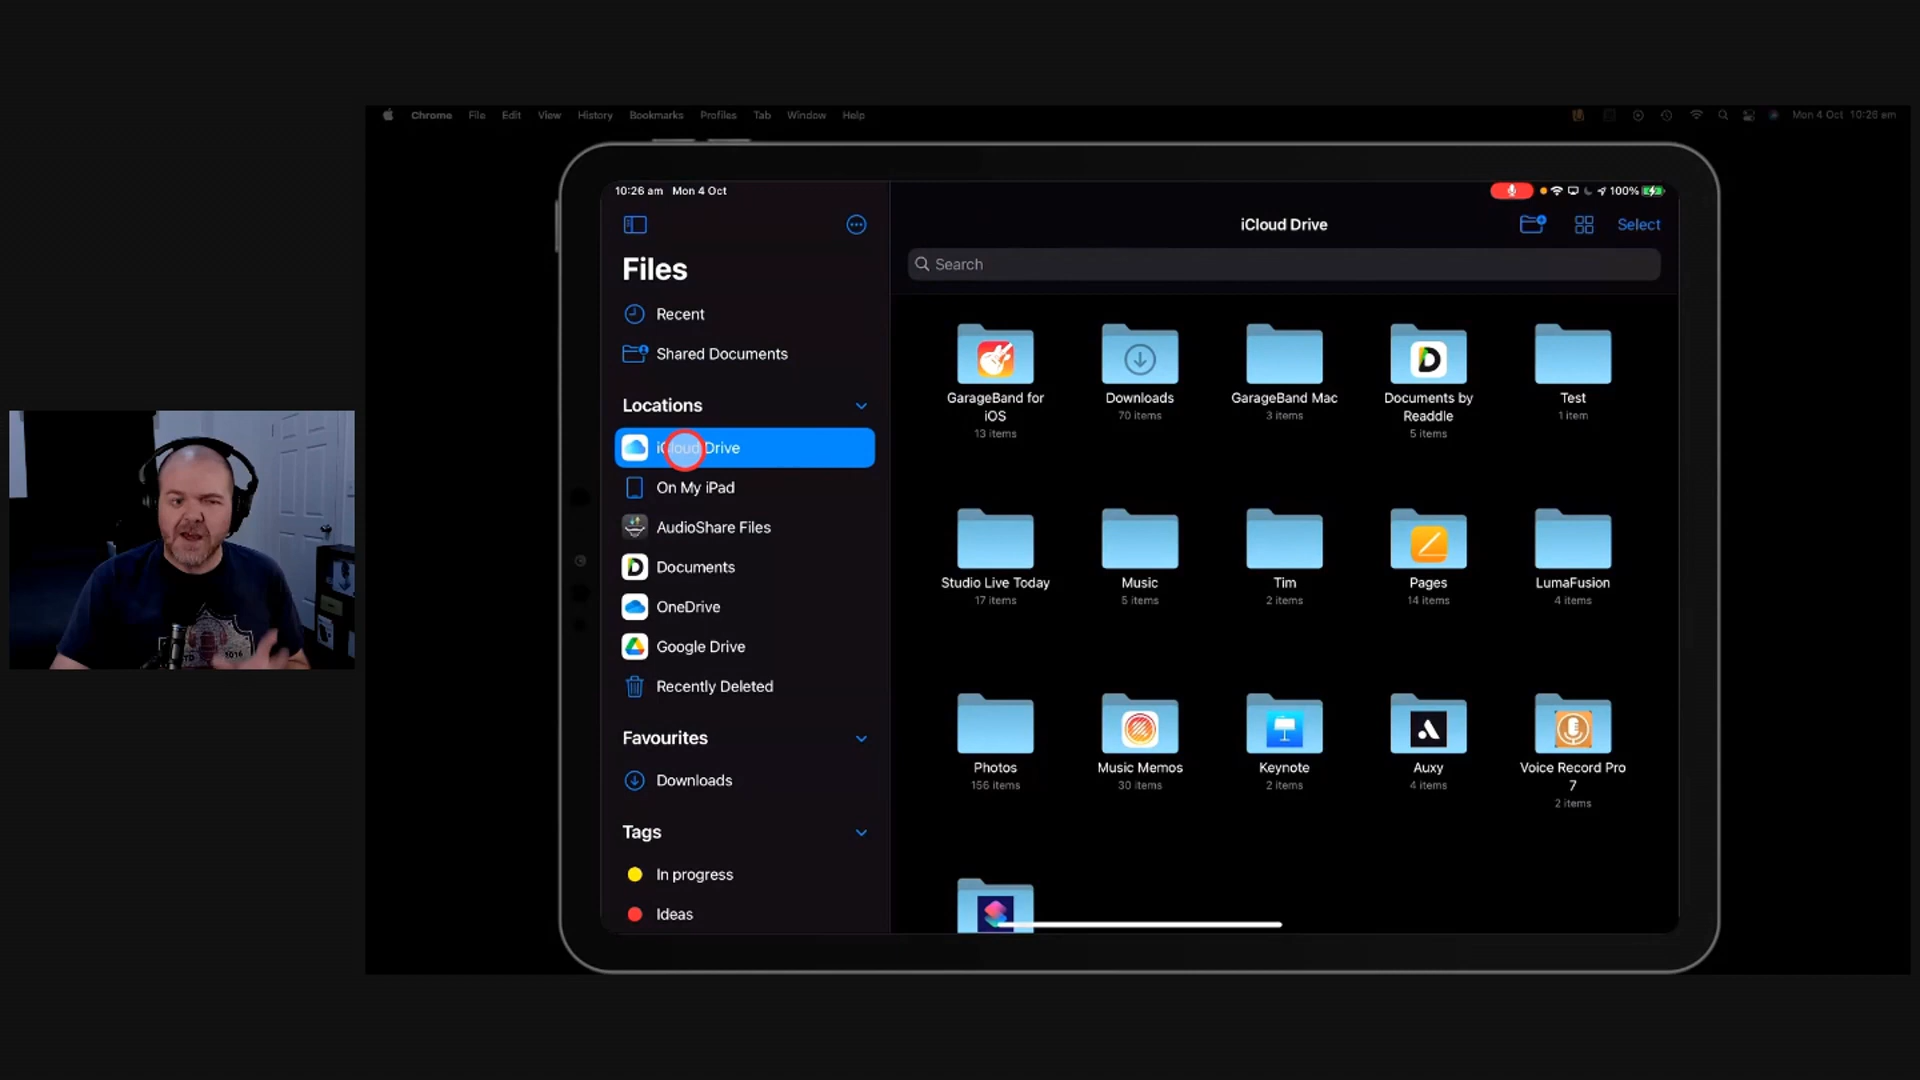 Chrome File Edit View History Bookmarks Profiles Tab Window Help
Mon 4 Oct 10:26 am
10:26 am Mon 4 Oct
100%
iCloud Drive
Select
Search
Files
Recent
Shared Documents
Locations
iCloud Drive
On My iPad
AudioShare Files
Documents
OneDrive
Google Drive
Recently Deleted
Favourites
Downloads
Tags
In progress
Ideas
GarageBand for
iOS
13 items
Downloads
70 items
GarageBand Mac
3 items
Documents by
Readdle
5 items
Test
1 item
Studio Live Today
17 items
Music
5 items
Tim
2 items
Pages
14 items
LumaFusion
4 items
Photos
156 items
Music Memos
30 items
Keynote
2 items
Auxy
4 items
Voice Record Pro
7
2 items